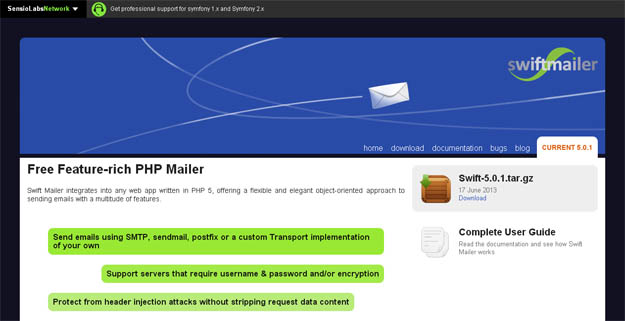 SensioLabsNetwork
Get professional support for symfony 1.x and Symfony 2.x
swiftmailer
home download documentation bugs blog CURRENT 5.0.1
Free Feature-rich PHP Mailer
Swift Mailer integrates into any web app written in PHP 5, offering a flexible and elegant object-oriented approach to
sending emails with a multitude of features.
Send emails using SMTP, sendmail, postfix or a custom Transport implementation
of your own
Support servers that require username & password and/or encryption
Protect from header injection attacks without stripping request data content
Swift-5.0.1.tar.gz
17 June 2013
Download
Complete User Guide
Read the documentation and see how Swift
Mailer works